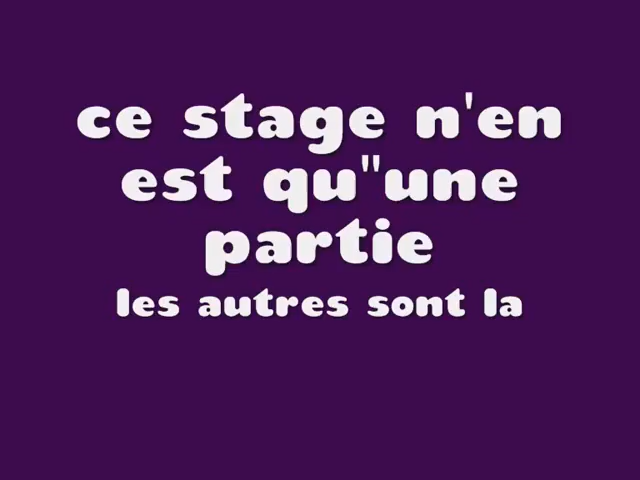 ce stage n'en
est qu"une
partie
les autres sont la